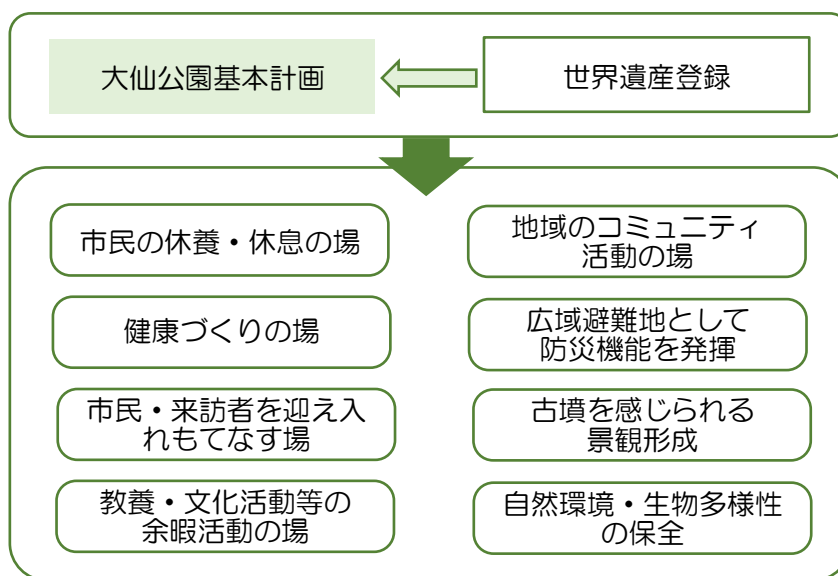 大仙公園基本計画
世界遺産登録
市民の休養・休息の場
地域のコミュニティ
活動の場
健康づくりの場
広域避難地として
防災機能を発揮
市民・来訪者を迎え入
れもてなす場
古墳を感じられる
景観形成
教養・文化活動等の
余暇活動の場
自然環境・生物多様性
の保全